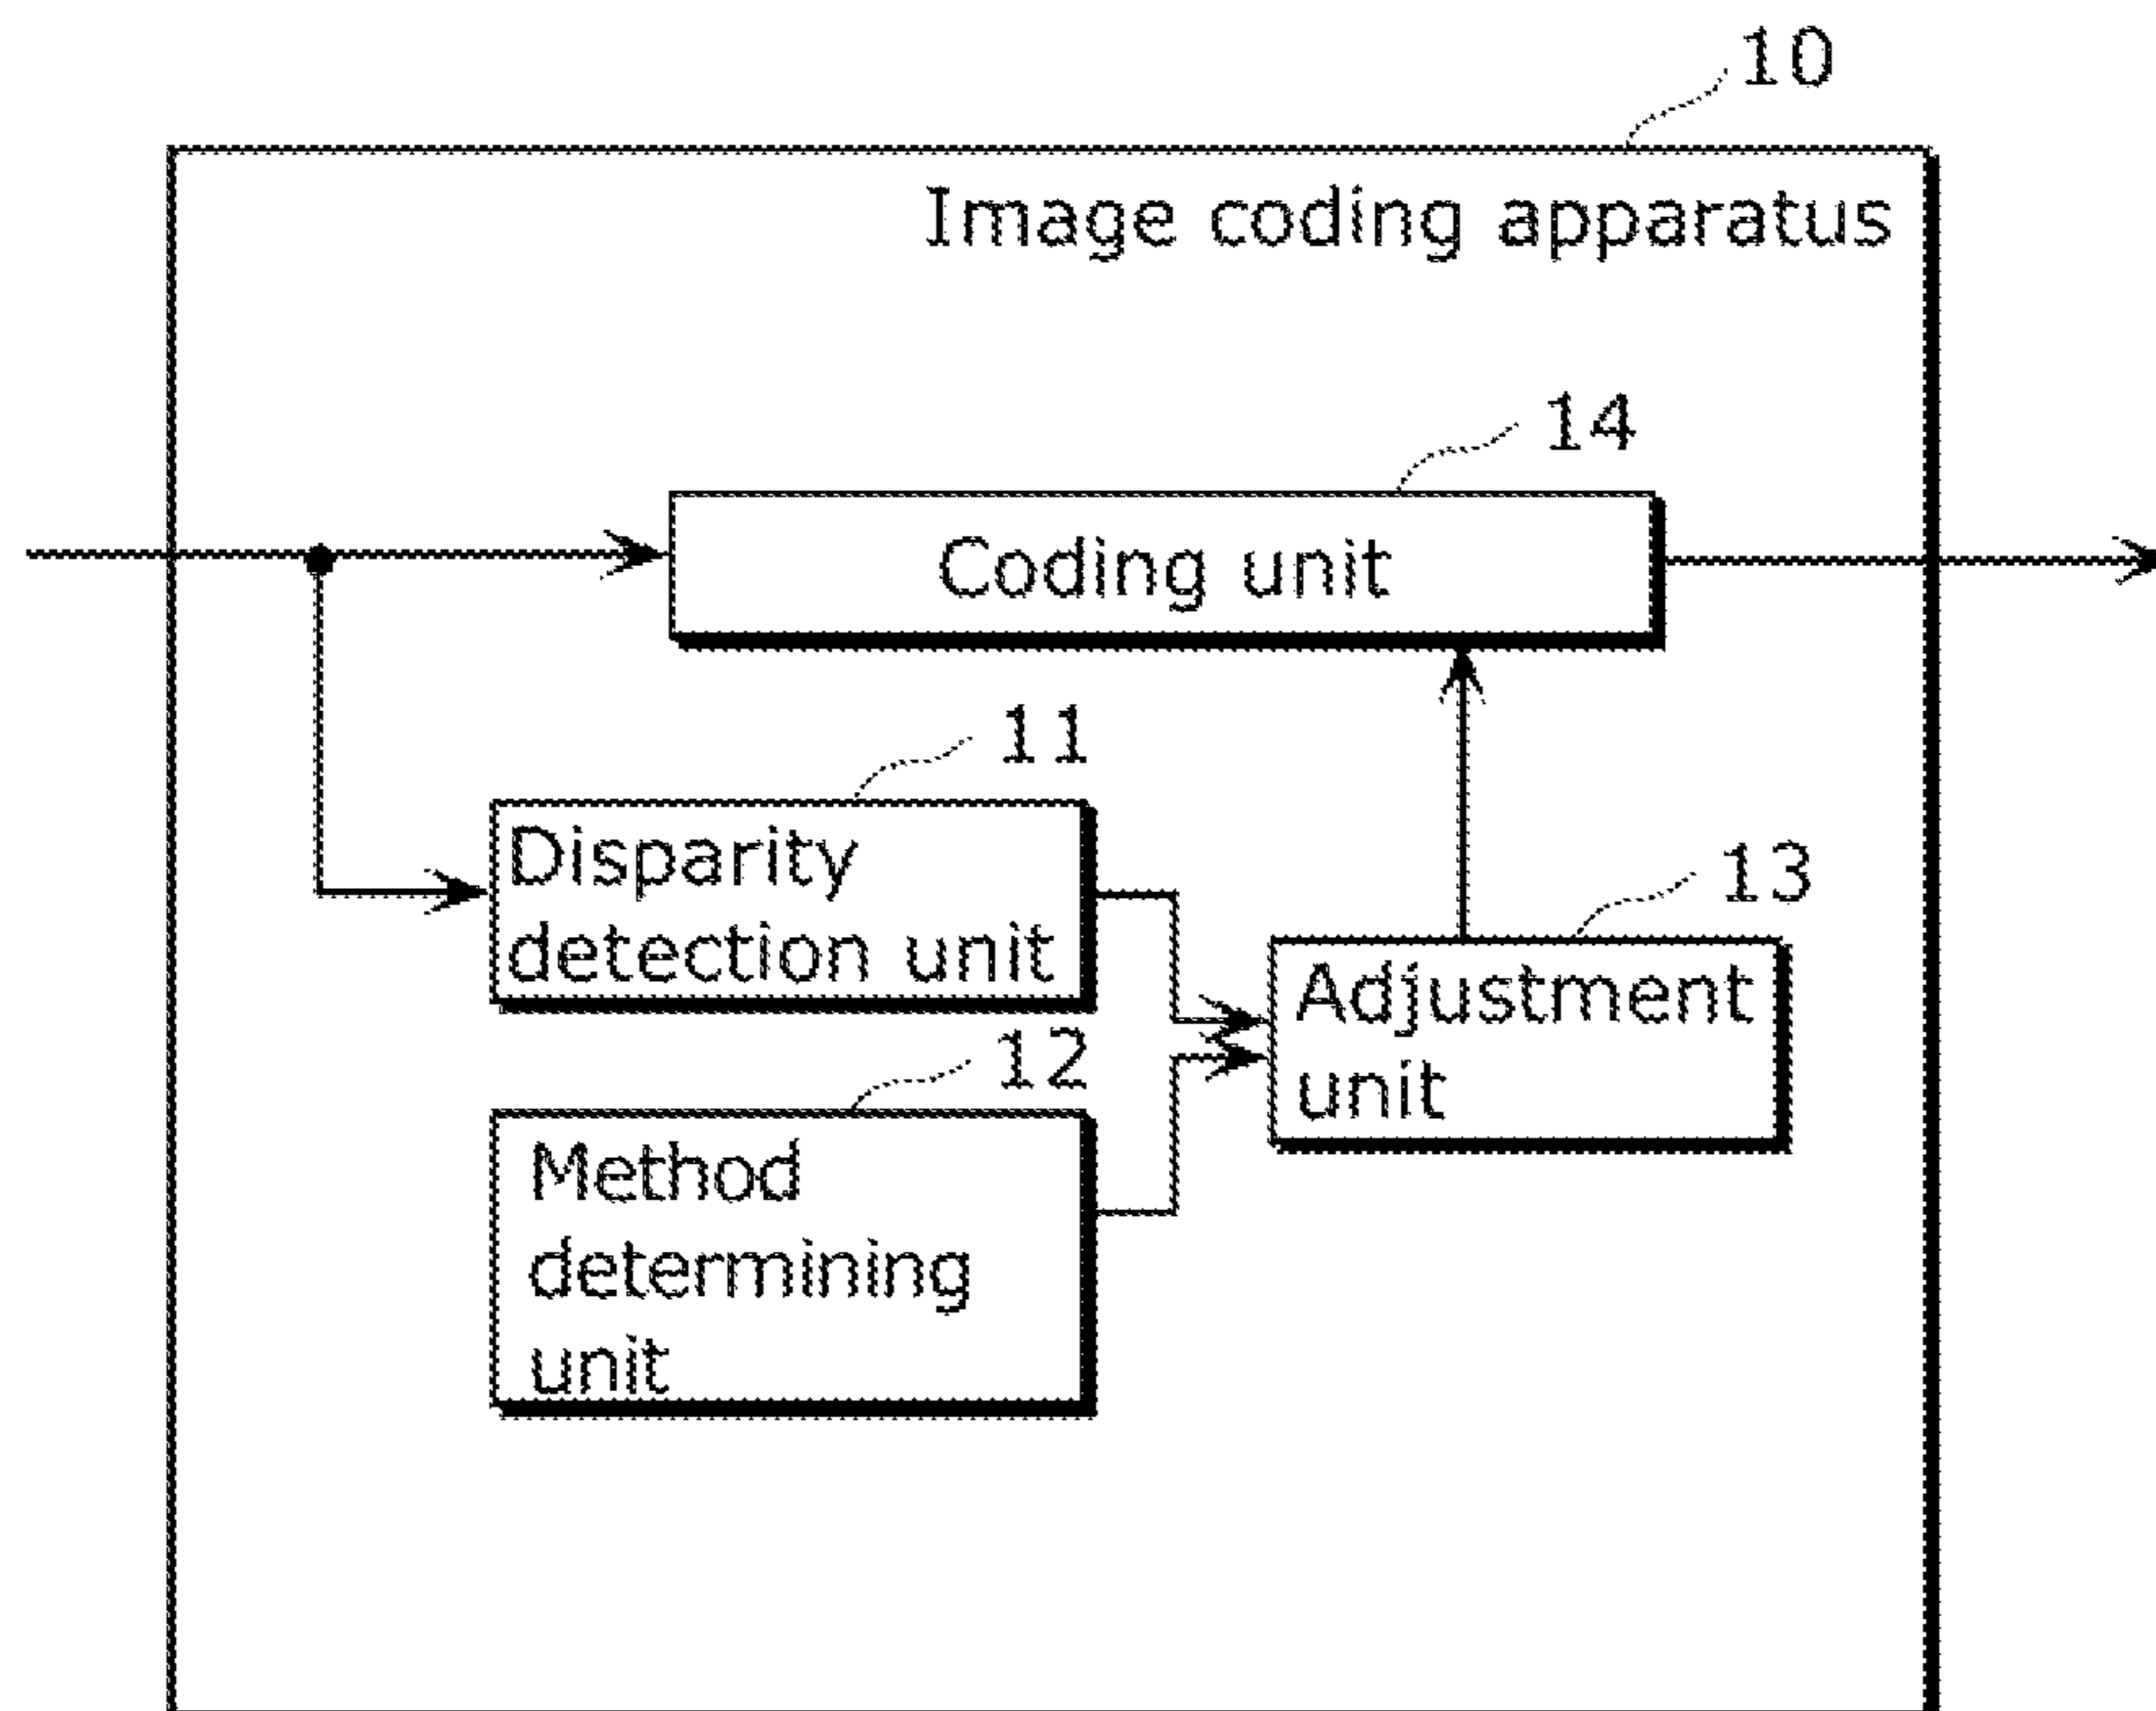 10
Image coding apparatus
14
Coding unit
11
Disparity
detection unit
13
Adjustment
unit
12
Method
determining
unit